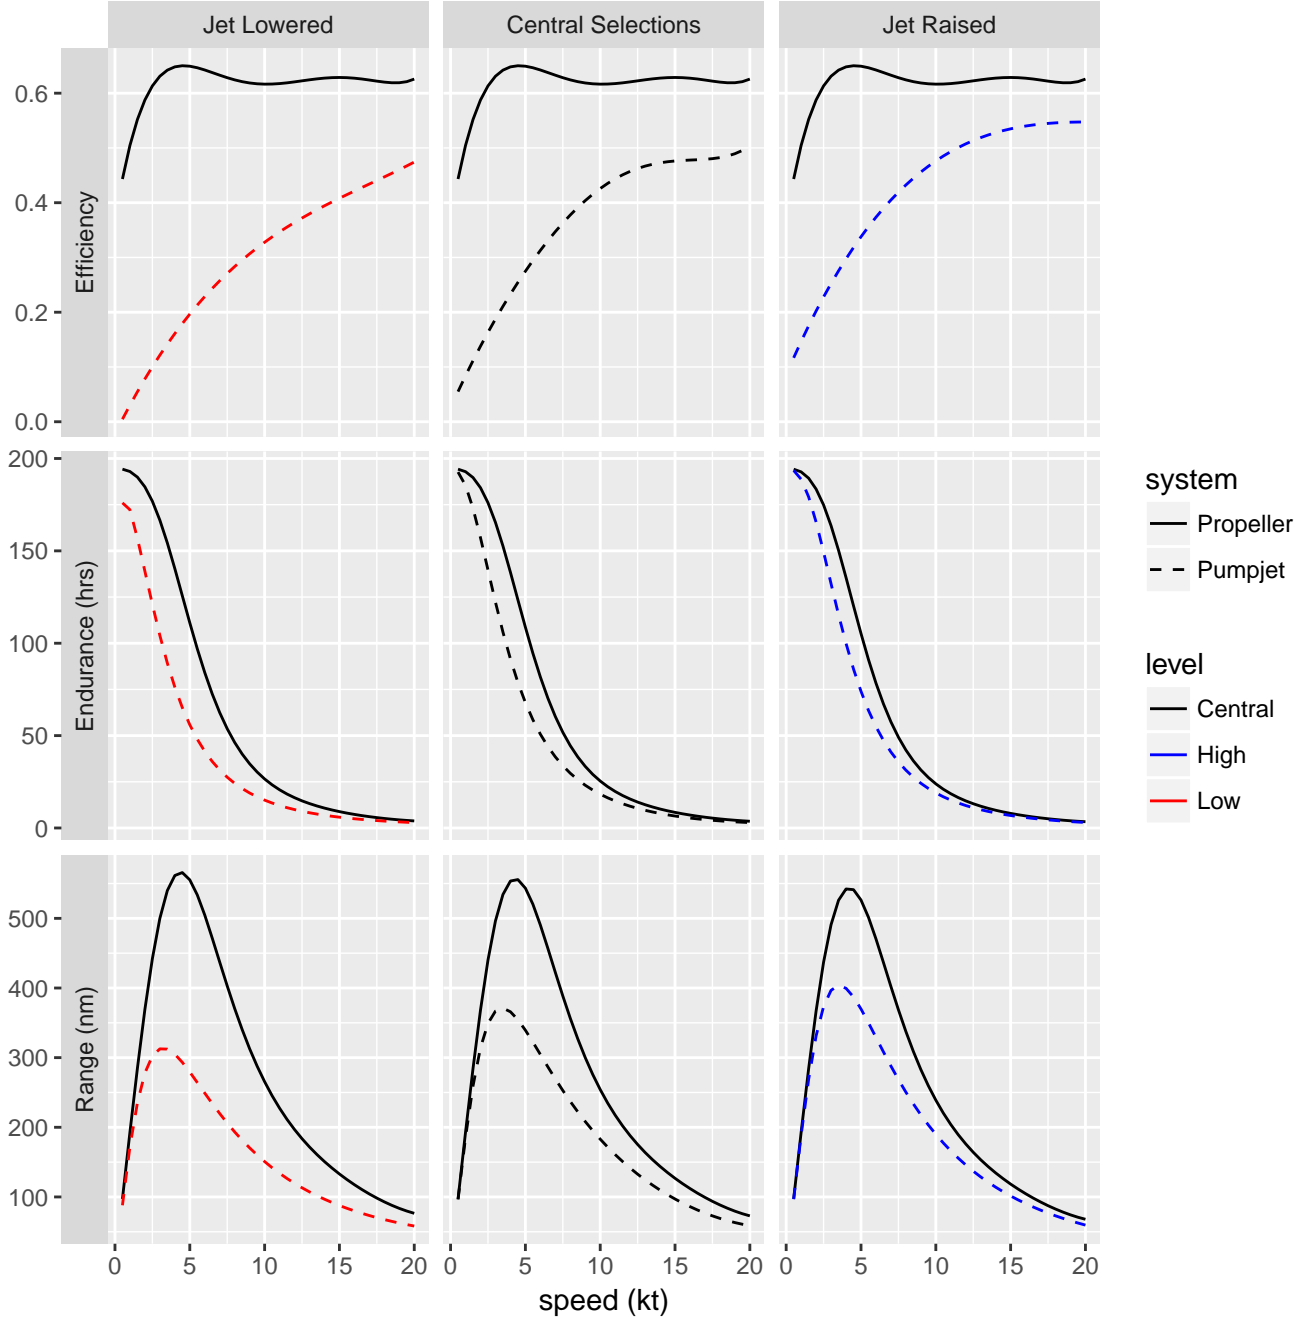 Jet Lowered
Central Selections
Jet Raised
Efficiency
0.6
0.4
0.2
0.0
Endurance (hrs)
200
150
100
50
0
Range (nm)
500
400
300
200
100
0 5 10 15 20
0 5 10 15 20
0 5 10 15 20
speed (kt)
system
Propeller
Pumpjet
level
Central
High
Low